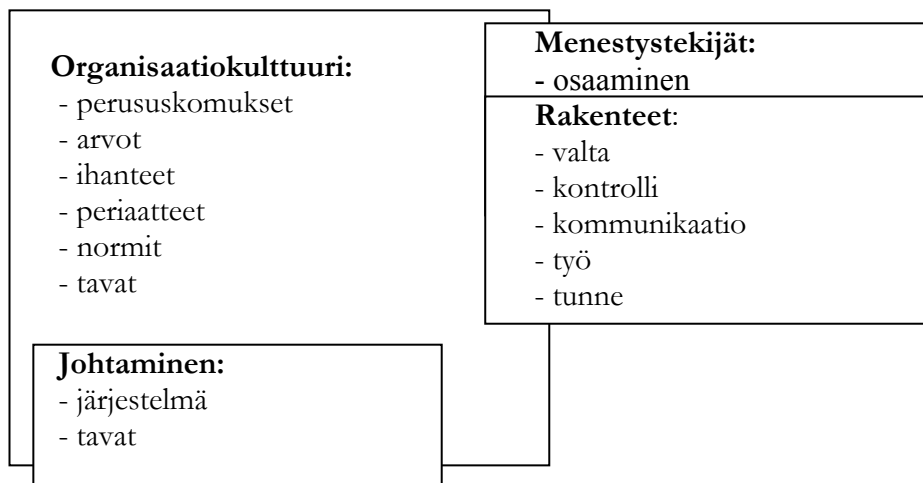 Organisaatiokulttuuri:
- perususkomukset
- arvot
- ihanteet
- periaatteet
- normit
- tavat
Menestystekijät:
- osaaminen
Rakenteet:
- valta
- kontrolli
- kommunikaatio
- työ
- tunne
Johtaminen:
- järjestelmä
- tavat